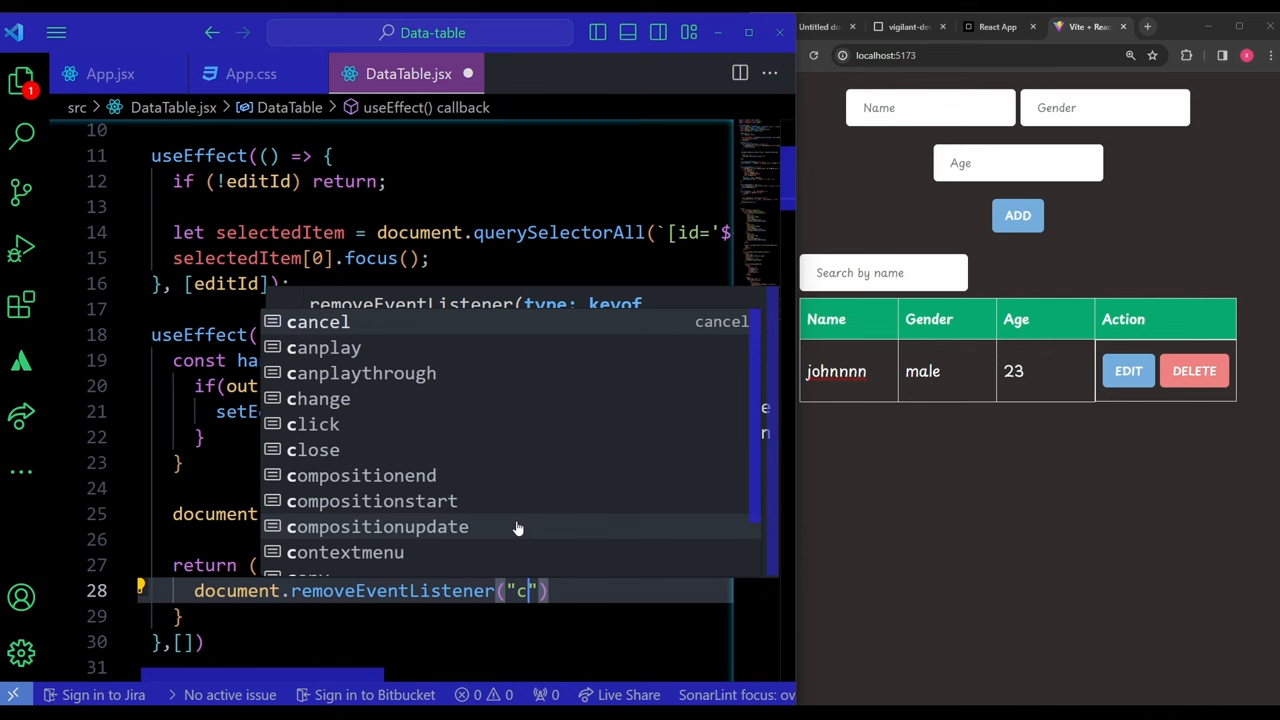 Data-table
App.jsx
App.css
DataTable.jsx
src > DataTable.jsx > DataTable > useEffect() callback
10
11 useEffect(() => {
12 if (!editId) return;
13
14 let selectedItem = document.querySelectorAll(`[id='$
15 selectedItem[0].focus();
16 }, [editId]);
17
removeEventListener(type: keyof
18 useEffect(
cancel cancel
canplay
19 const ha
canplaythrough
20 if(out
change
21 setE
click
22 }
close
23 }
compositionend
24
compositionstart
25 document
compositionupdate
26
contextmenu
27 return (
28 document.removeEventListener("c")
29 }
30 },[])
31
1
Sign in to Jira
No active issue
Sign in to Bitbucket
0 0
0
Live Share
SonarLint focus: ov
Untitled do
vigilant-de
React App
Vite + Rea
localhost:5173
x
Name
Gender
Age
ADD
Search by name
Name Gender Age Action
johnnnn male 23 EDIT DELETE